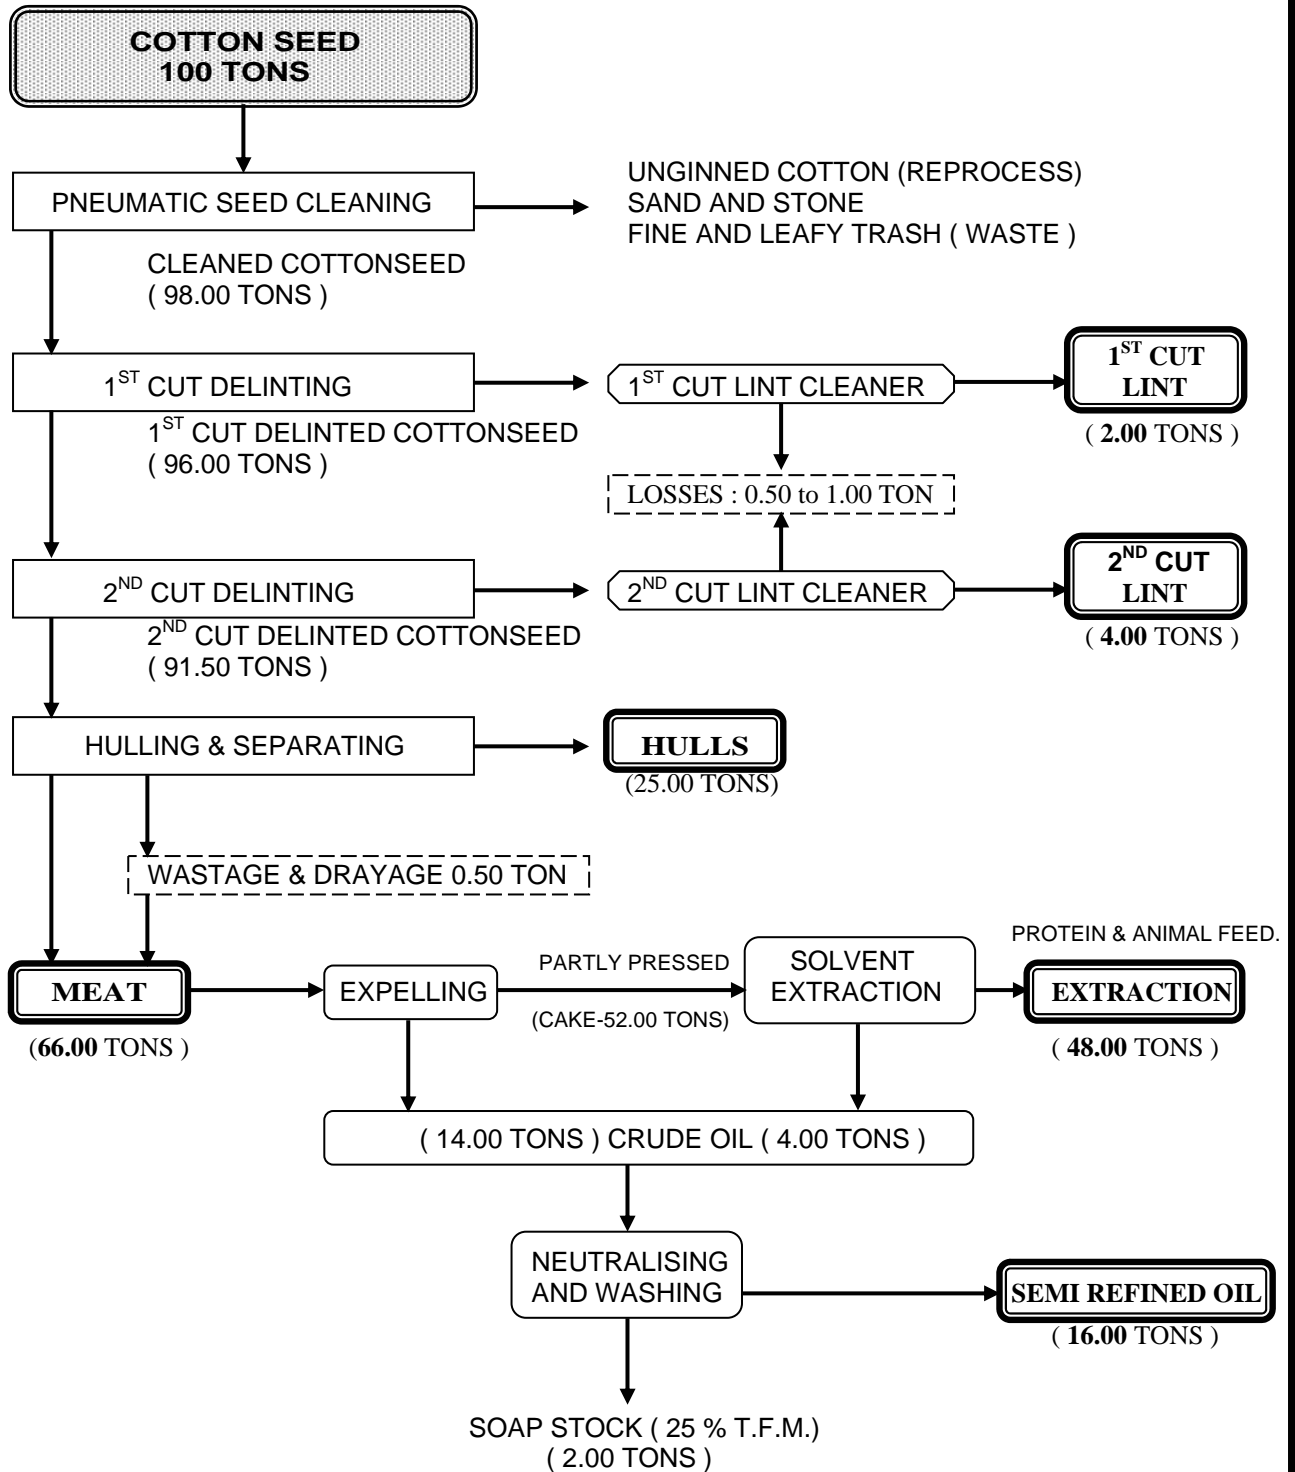 COTTON SEED
100 TONS
PNEUMATIC SEED CLEANING
UNGINNED COTTON (REPROCESS)
SAND AND STONE
FINE AND LEAFY TRASH ( WASTE )
CLEANED COTTONSEED
( 98.00 TONS )
1ST CUT DELINTING
1ST CUT LINT CLEANER
1ST CUT
LINT
( 2.00 TONS )
1ST CUT DELINTED COTTONSEED
( 96.00 TONS )
LOSSES : 0.50 to 1.00 TON
2ND CUT DELINTING
2ND CUT LINT CLEANER
2ND CUT
LINT
( 4.00 TONS )
2ND CUT DELINTED COTTONSEED
( 91.50 TONS )
HULLING & SEPARATING
HULLS
(25.00 TONS)
WASTAGE & DRAYAGE 0.50 TON
MEAT
(66.00 TONS )
EXPELLING
PARTLY PRESSED
(CAKE-52.00 TONS)
SOLVENT
EXTRACTION
PROTEIN & ANIMAL FEED.
EXTRACTION
( 48.00 TONS )
( 14.00 TONS ) CRUDE OIL ( 4.00 TONS )
NEUTRALISING
AND WASHING
SEMI REFINED OIL
( 16.00 TONS )
SOAP STOCK ( 25 % T.F.M.)
( 2.00 TONS )